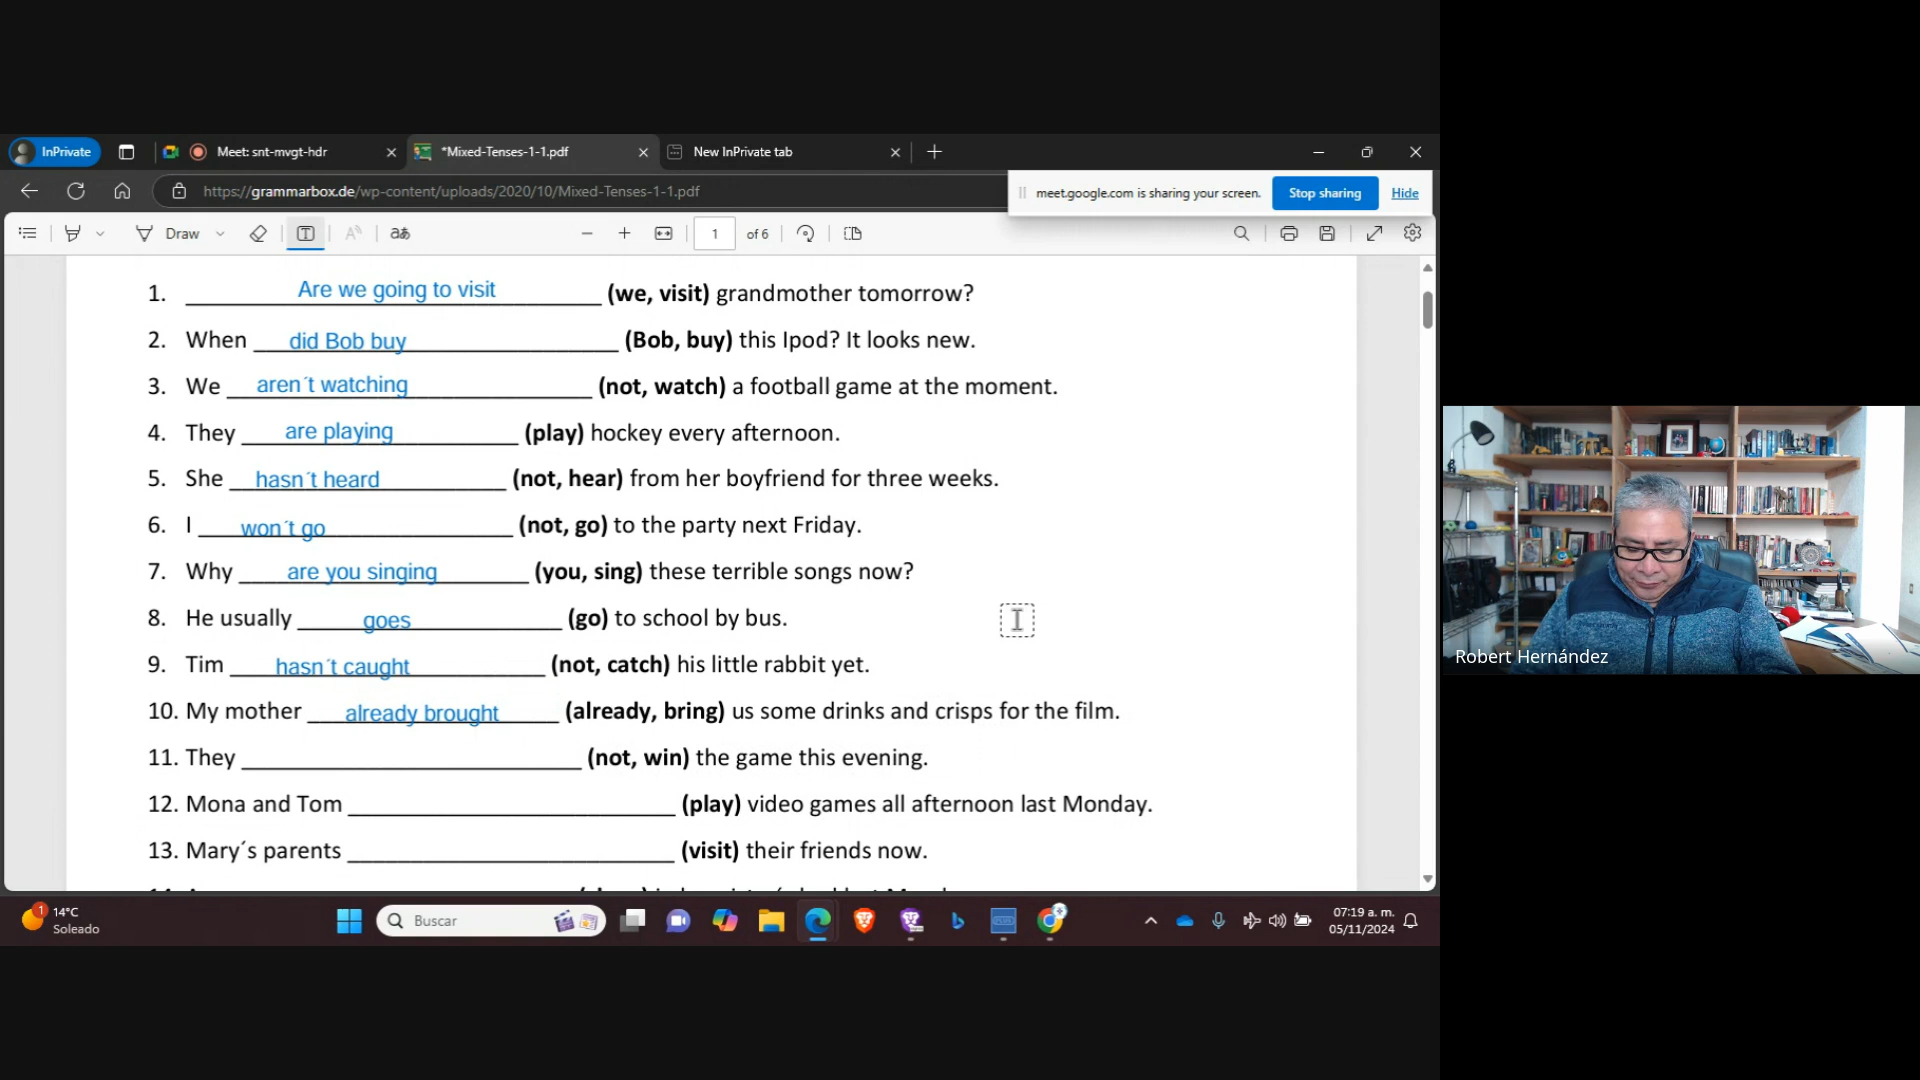 InPrivate
Meet: snt-mvgt-hdr
*Mixed-Tenses-1-1.pdf
New InPrivate tab
https://grammarbox.de/wp-content/uploads/2020/10/Mixed-Tenses-1-1.pdf
meet.google.com is sharing your screen. Stop sharing Hide
Draw
aあ
1 of 6
1. Are we going to visit (we, visit) grandmother tomorrow?
2. When did Bob buy (Bob, buy) this Ipod? It looks new.
3. We aren´t watching (not, watch) a football game at the moment.
4. They are playing (play) hockey every afternoon.
5. She hasn´t heard (not, hear) from her boyfriend for three weeks.
6. I won´t go (not, go) to the party next Friday.
7. Why are you singing (you, sing) these terrible songs now?
8. He usually goes (go) to school by bus.
9. Tim hasn´t caught (not, catch) his little rabbit yet.
10. My mother already brought (already, bring) us some drinks and crisps for the film.
11. They (not, win) the game this evening.
12. Mona and Tom (play) video games all afternoon last Monday.
13. Mary´s parents (visit) their friends now.
Robert Hernández
1
14°C
Soleado
Buscar
07:19 a. m.
05/11/2024